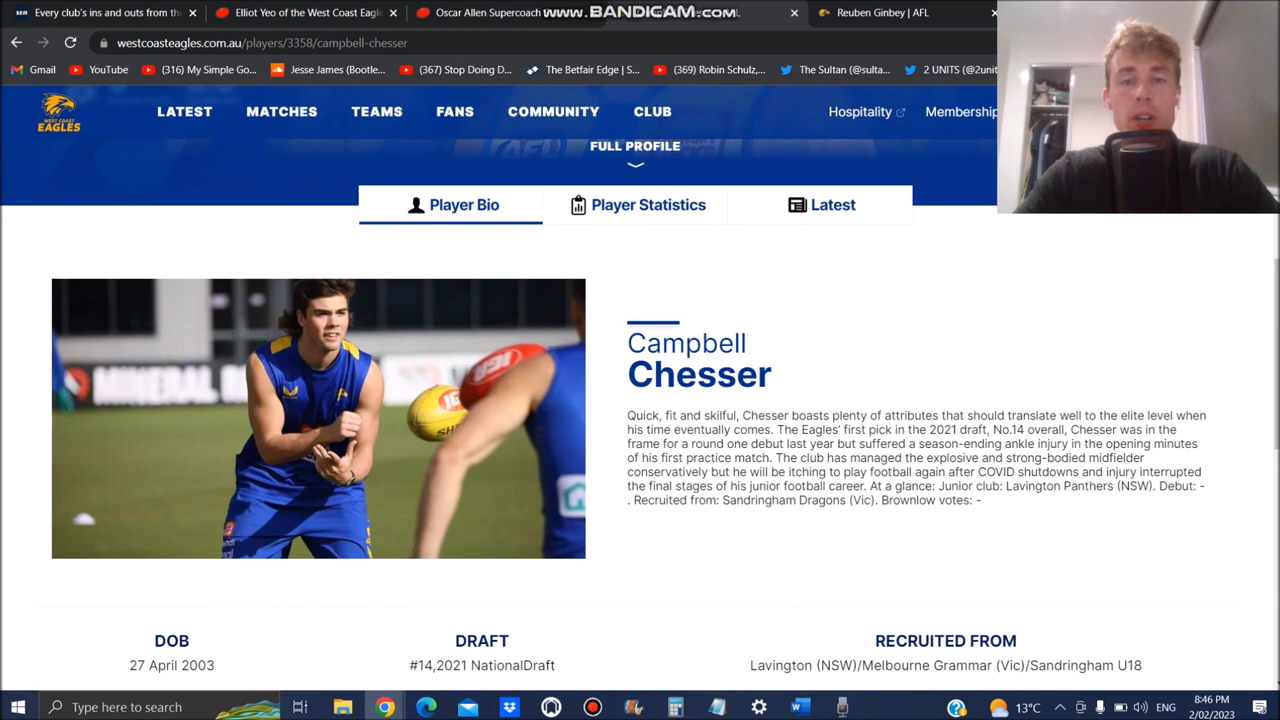 Every club's ins and outs from th
Elliot Yeo of the West Coast Eagl
Oscar Allen Supercoach
www.BANDICAM.com
Reuben Ginbey | AFL
westcoasteagles.com.au/players/3358/campbell-chesser
Gmail
YouTube
(316) My Simple Go...
Jesse James (Bootle...
(367) Stop Doing D...
The Betfair Edge | S...
(369) Robin Schulz,...
The Sultan (@sulta...
2 UNITS (@2unit
WEST COAST
EAGLES
LATEST
MATCHES
TEAMS
FANS
COMMUNITY
CLUB
Hospitality
Membership
AFL
FULL PROFILE
Player Bio
Player Statistics
Latest
MINERAL RE
Campbell
Chesser
Quick, fit and skilful, Chesser boasts plenty of attributes that should translate well to the elite level when
his time eventually comes. The Eagles' first pick in the 2021 draft, No.14 overall, Chesser was in the
frame for a round one debut last year but suffered a season-ending ankle injury in the opening minutes
of his first practice match. The club has managed the explosive and strong-bodied midfielder
conservatively but he will be itching to play football again after COVID shutdowns and injury interrupted
the final stages of his junior football career. At a glance: Junior club: Lavington Panthers (NSW). Debut: -
. Recruited from: Sandringham Dragons (Vic). Brownlow votes: -
DOB
27 April 2003
DRAFT
#14,2021 NationalDraft
RECRUITED FROM
Lavington (NSW)/Melbourne Grammar (Vic)/Sandringham U18
Type here to search
13°C
ENG
8:46 PM
2/02/2023